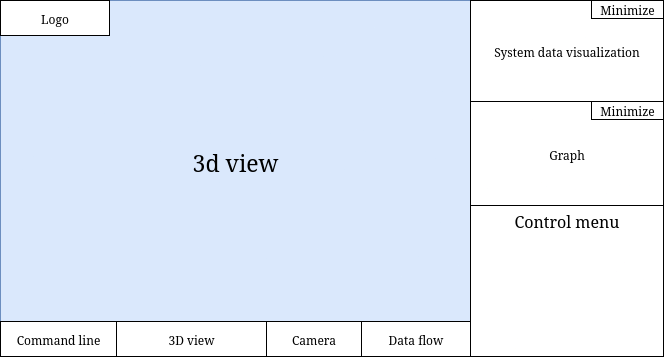 Logo
Minimize
System data visualization
Minimize
Graph
3d view
Control menu
Command line
3D view
Camera
Data flow